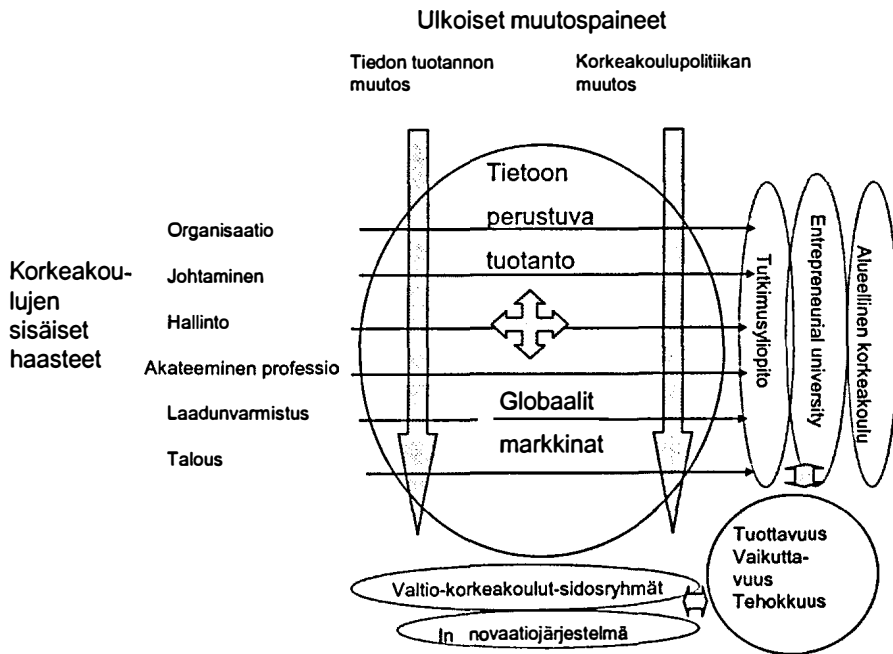 Ulkoiset muutospaineet
Tiedon tuotannon
muutos
Korkeakoulupolitiikan
muutos
Tietoon
perustuva
tuotanto
Organisaatio
Johtaminen
Hallinto
Akateeminen professio
Laadunvarmistus
Talous
Korkeakou-
lujen
sisäiset
haasteet
Globaalit
markkinat
Tutkimusyliopito
Entrepreneurial university
Alueellinen korkeakoulu
Tuottavuus
Vaikutta-
vuus
Tehokkuus
Valtio-korkeakoulut-sidosryhmät
In novaatiojärjestelmä